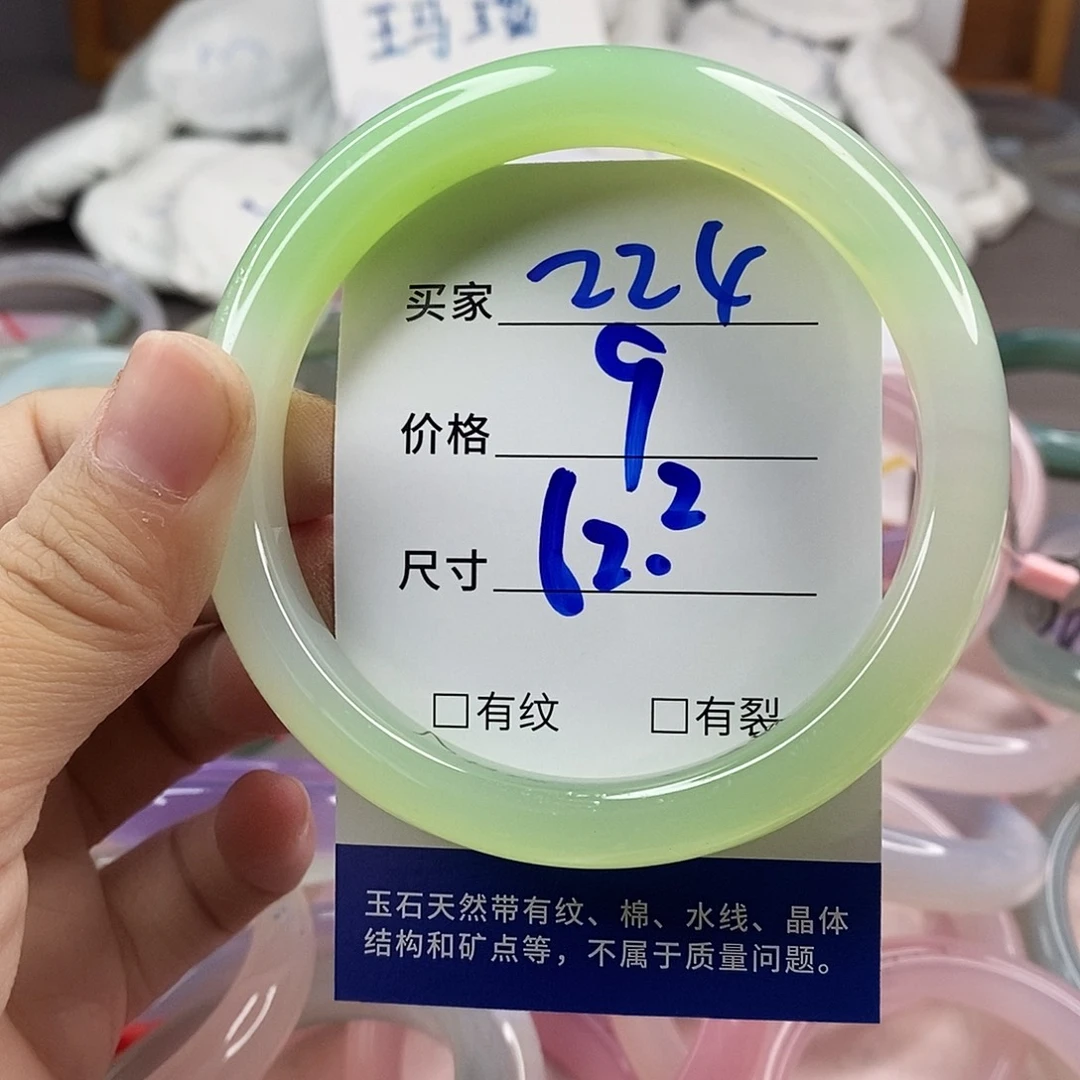 玛瑙
买家 224
价格 9
尺寸 62.2
□有纹 □有裂
玉石天然带有纹、棉、水线、晶体
结构和矿点等，不属于质量问题。